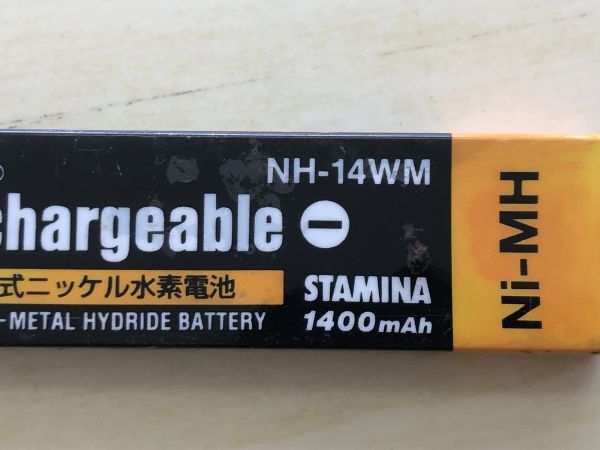 NH-14WM
chargeable ⊖
式ニッケル水素電池
STAMINA
-METAL HYDRIDE BATTERY
1400mAh
Ni-MH